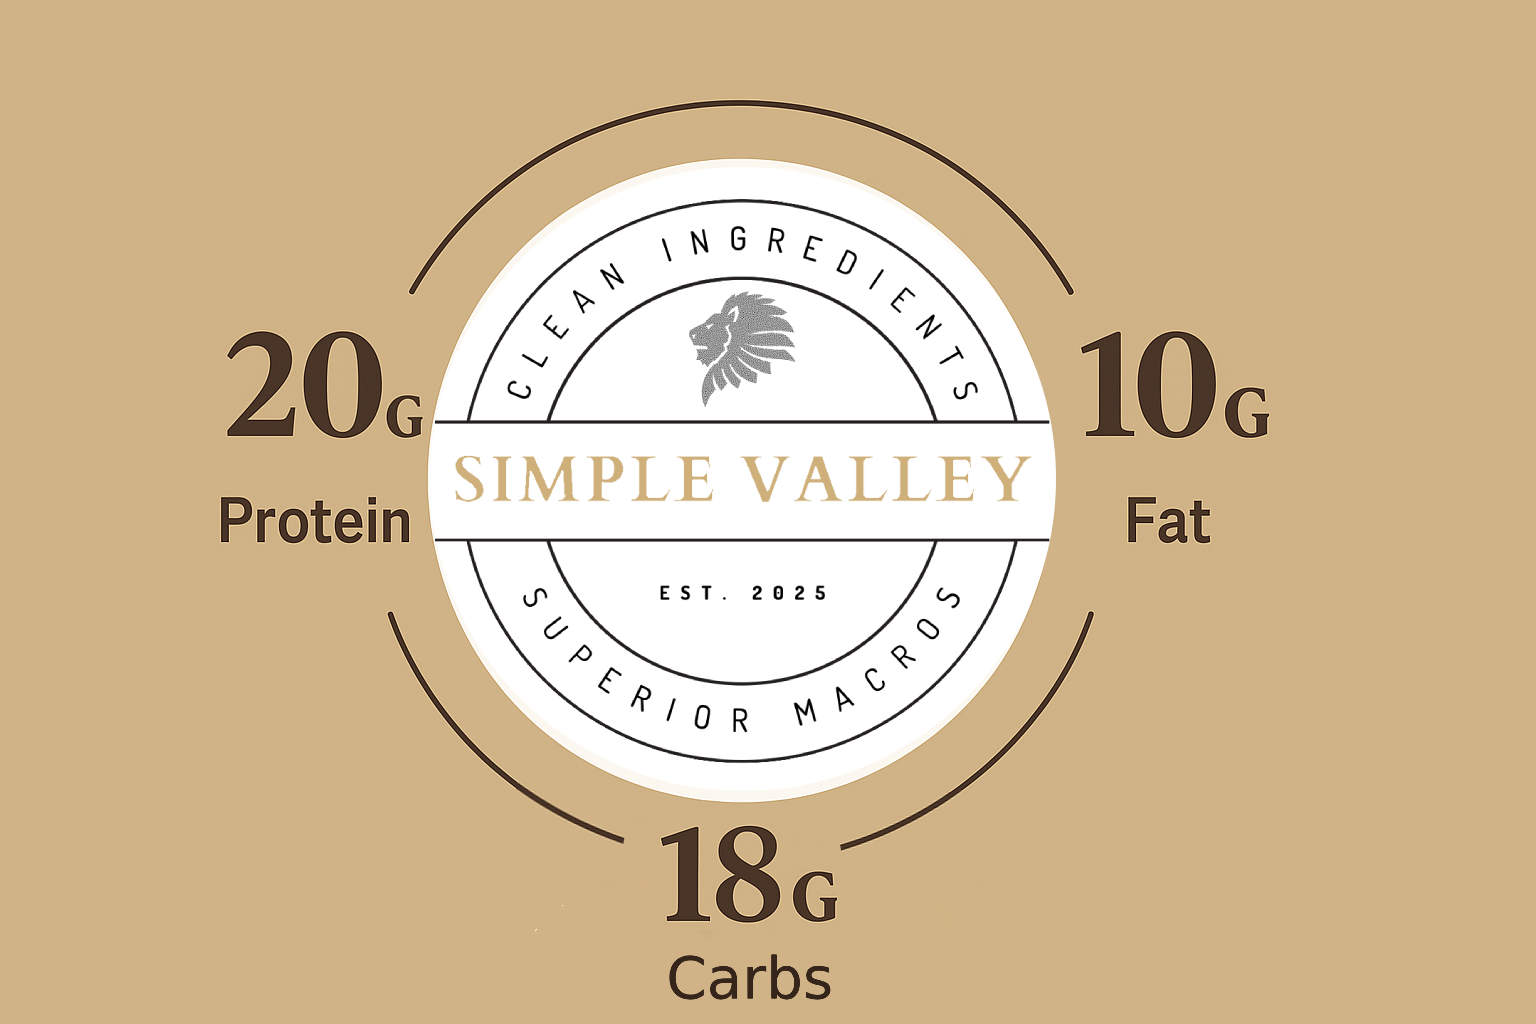 CLEAN INGREDIENTS
20G
Protein
10G
Fat
SIMPLE VALLEY
EST. 2025
SUPERIOR MACROS
18G
Carbs